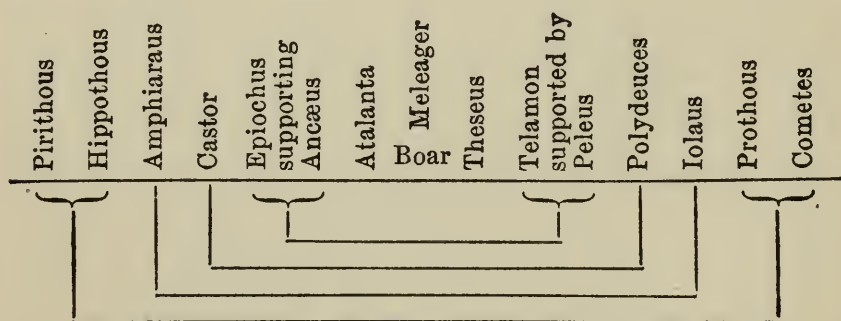 Pirithous
Hippothous
Amphiaraus
Castor
Epiochus
supporting
Ancæus
Atalanta
Meleager
Boar
Theseus
Telamon
supported by
Peleus
Polydeuces
Iolaus
Prothous
Cometes